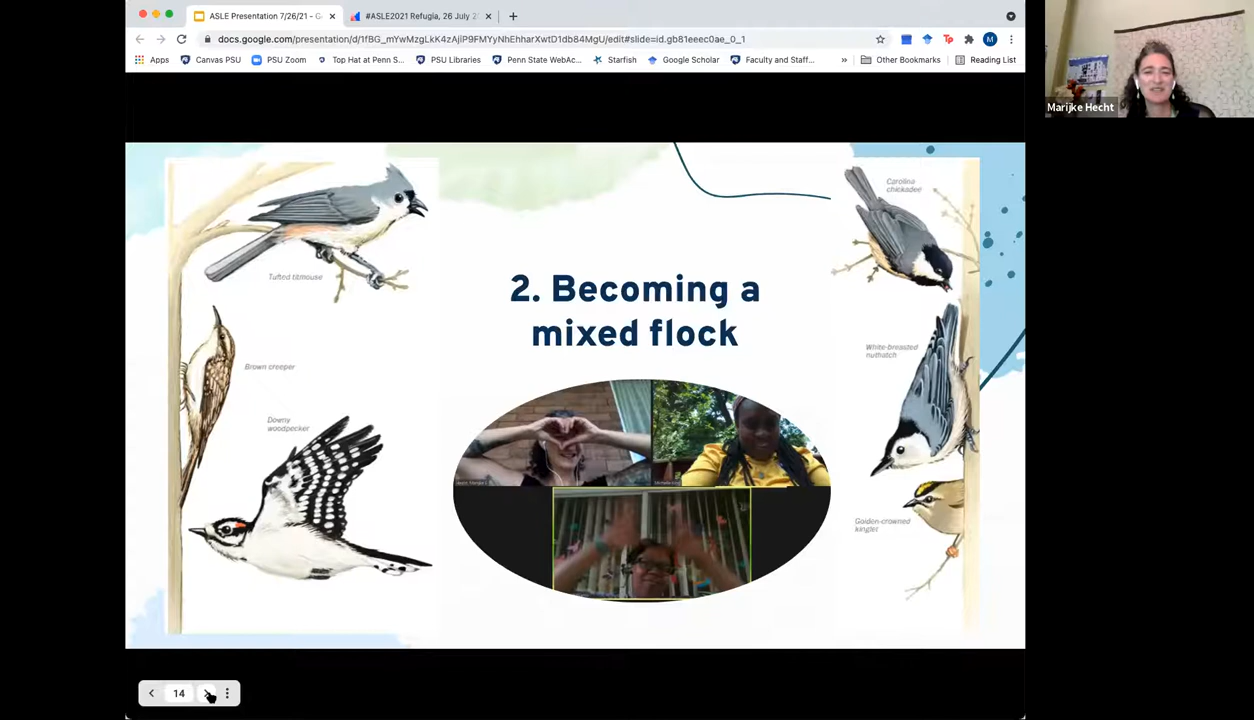 ASLE Presentation 7/26/21 - G
#ASLE2021 Refugia, 26 July 2
docs.google.com/presentation/d/1fBG_mYwMzgLkK4zAjlP9FMYyNhEhharXwtD1db84MgU/edit#slide=id.gb81eeec0ae_0_1
M
Apps
Canvas PSU
PSU Zoom
Top Hat at Penn S...
PSU Libraries
Penn State WebAc...
Starfish
Google Scholar
Faculty and Staff...
»
Other Bookmarks
Reading List
Marijke Hecht
Tufted titmouse
Carolina
chickadee
2. Becoming a
mixed flock
White-breasted
nuthatch
Brown creeper
Downy
woodpecker
Golden-crowned
kinglet
14